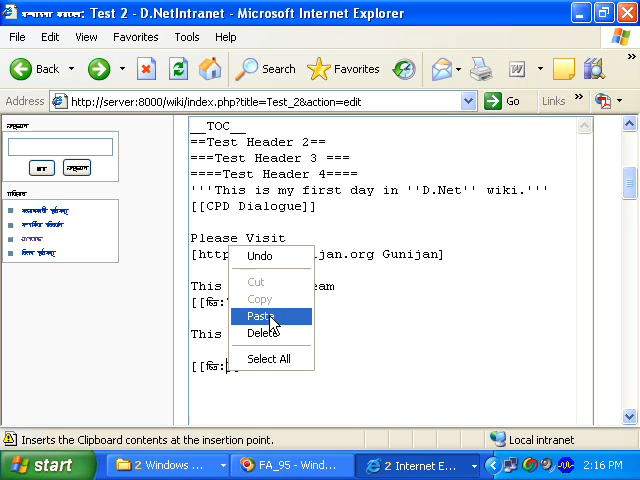 Test 2 - D.NetIntranet - Microsoft Internet Explorer
File Edit View Favorites Tools Help
Back Search Favorites
Address http://server:8000/wiki/index.php?title=Test_2&action=edit Go Links
__TOC__
==Test Header 2==
===Test Header 3 ===
====Test Header 4====
'''This is my first day in ''D.Net'' wiki.'''
[[CPD Dialogue]]
Please Visit
jan.org Gunijan]
This
This
Undo
Cut
Copy
Paste
Delete
Select All
Inserts the Clipboard contents at the insertion point.
Local intranet
start
2 Windows ...
FA_95 - Wind...
2 Internet E...
2:16 PM